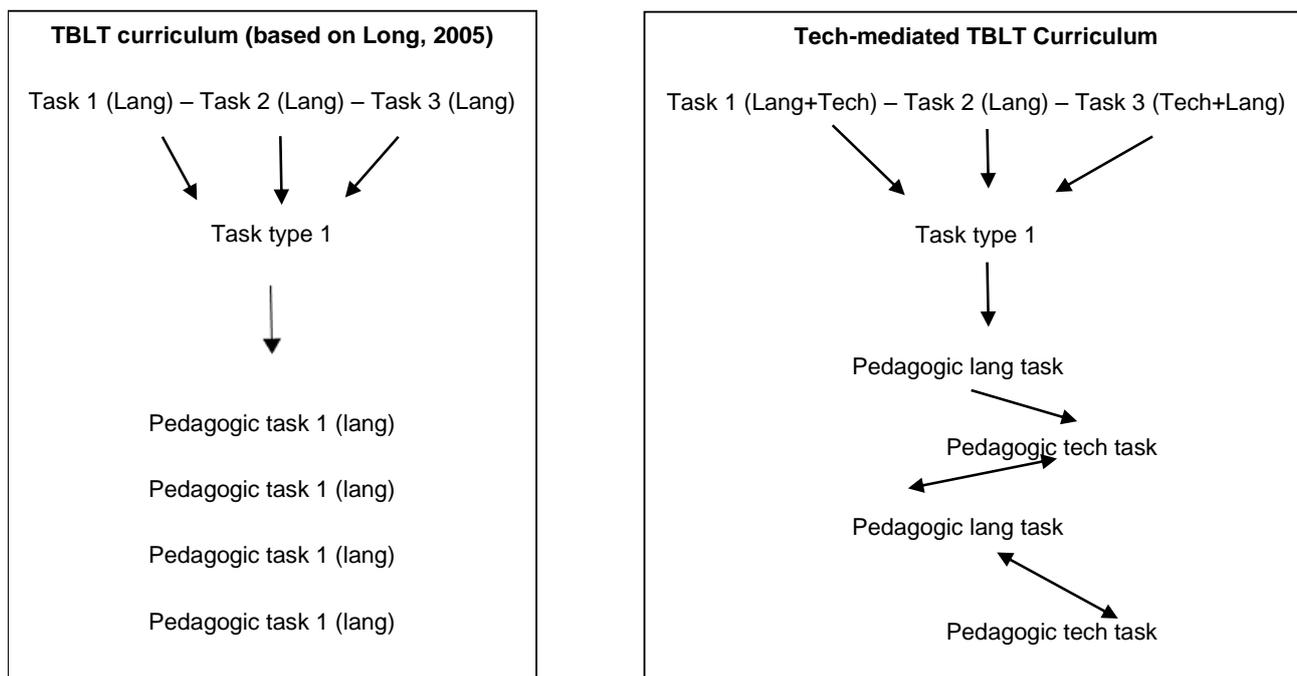 TBLT curriculum (based on Long, 2005)
Task 1 (Lang) – Task 2 (Lang) – Task 3 (Lang)
Task type 1
Pedagogic task 1 (lang)
Pedagogic task 1 (lang)
Pedagogic task 1 (lang)
Pedagogic task 1 (lang)
Tech-mediated TBLT Curriculum
Task 1 (Lang+Tech) – Task 2 (Lang) – Task 3 (Tech+Lang)
Task type 1
Pedagogic lang task
Pedagogic tech task
Pedagogic lang task
Pedagogic tech task